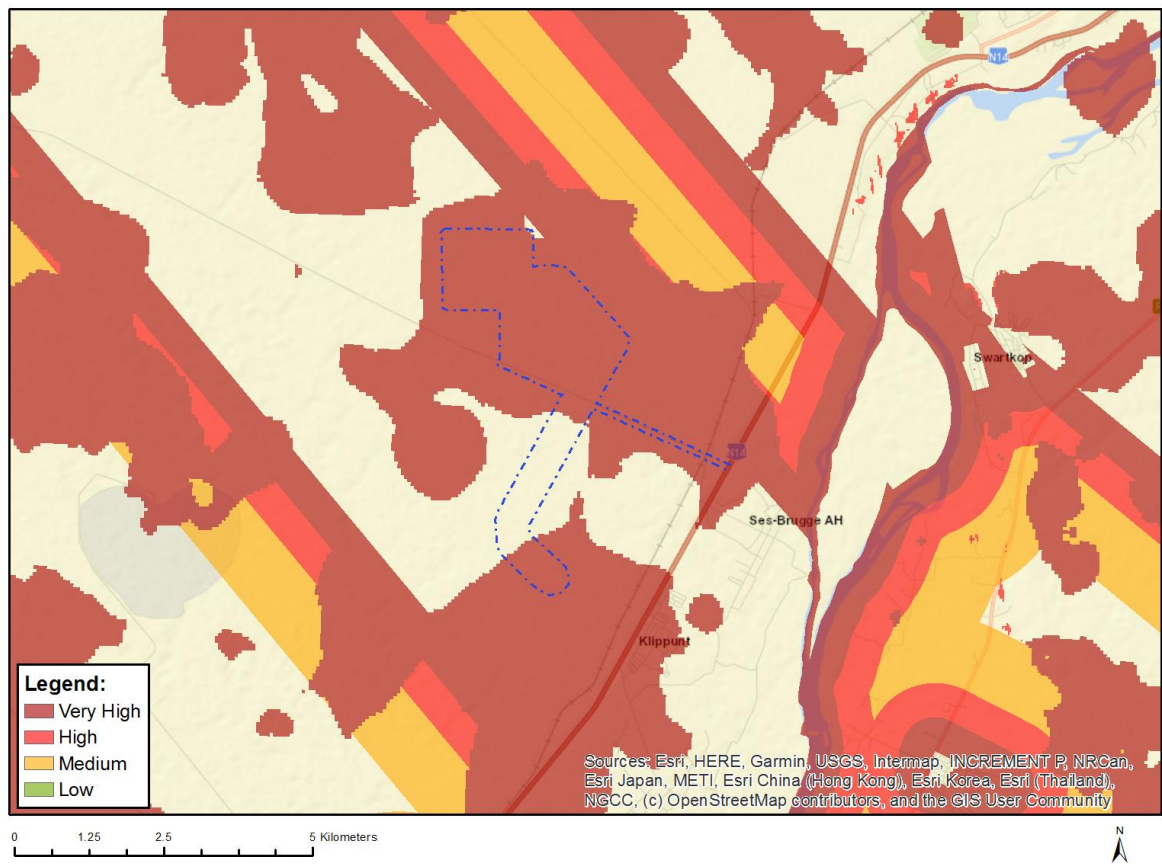 N14
Swartkop
N14
Ses-Brugge AH
Klippunt
Legend:
Very High
High
Medium
Low
Sources: Esri, HERE, Garmin, USGS, Intermap, INCREMENT P, NRCan,
Esri Japan, METI, Esri China (Hong Kong), Esri Korea, Esri (Thailand),
NGCC, (c) OpenStreetMap contributors, and the GIS User Community
0 1.25 2.5 5 Kilometers
N